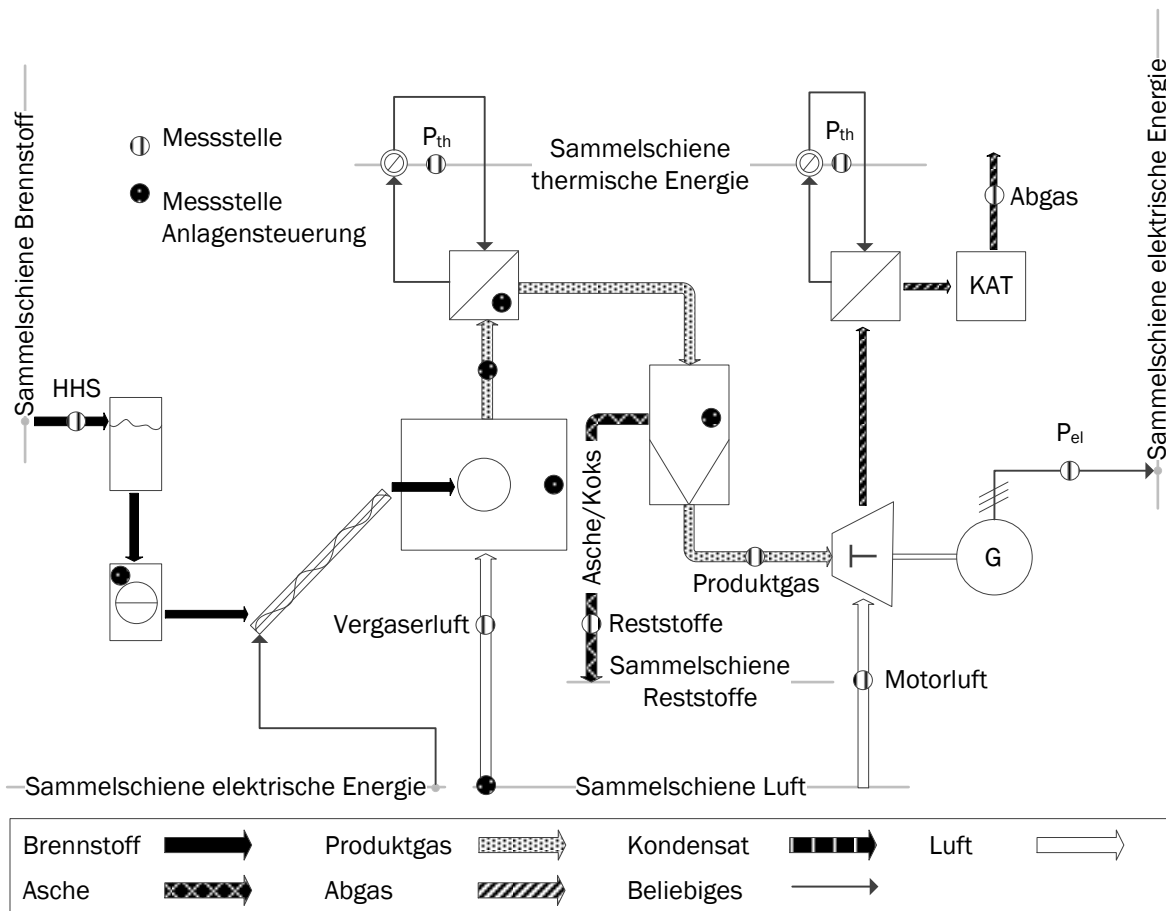 Sammelschiene Brennstoff
Messstelle
Messstelle
Anlagensteuerung
P_th
Sammelschiene
thermische Energie
P_th
Abgas
Sammelschiene elektrische Energie
KAT
HHS
P_el
Asche/Koks
G
Produktgas
Vergaserluft
Reststoffe
Sammelschiene
Reststoffe
Motorluft
Sammelschiene elektrische Energie
Sammelschiene Luft
Brennstoff
Produktgas
Kondensat
Luft
Asche
Abgas
Beliebiges